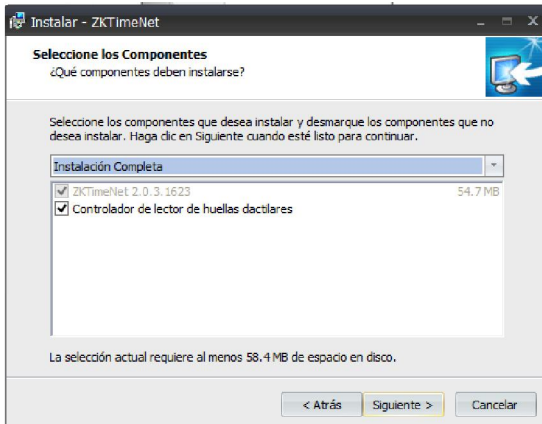 Instalar - ZKTimeNet
Seleccione los Componentes
¿Qué componentes deben instalarse?
Seleccione los componentes que desea instalar y desmarque los componentes que no
desea instalar. Haga clic en Siguiente cuando esté listo para continuar.
Instalación Completa
ZKTimeNet 2.0.3.1623 54.7 MB
Controlador de lector de huellas dactilares
La selección actual requiere al menos 58.4 MB de espacio en disco.
< Atrás Siguiente > Cancelar